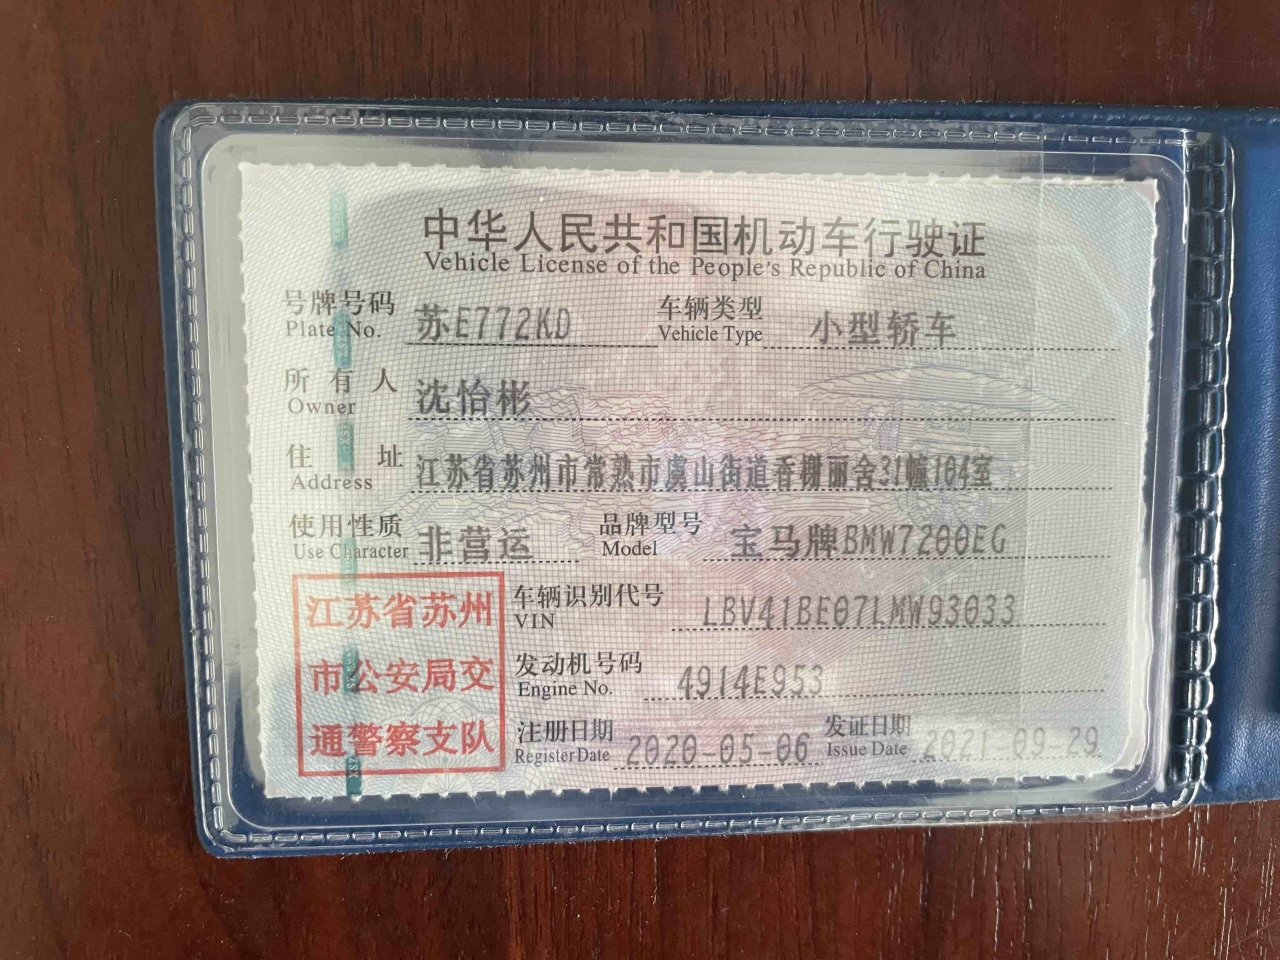 中华人民共和国机动车行驶证
Vehicle License of the People's Republic of China
号牌号码 苏E772KD 车辆类型 小型轿车
Plate No. Vehicle Type
所有人 沈怡彬
Owner
住址 江苏省苏州市常熟市虞山街道香榭丽舍31幢104室
Address
使用性质 非营运 品牌型号 宝马牌BMW7200EG
Use Character Model
车辆识别代号 LBV41BE07LMW93033
VIN
发动机号码 4914E953
Engine No.
注册日期 2020-05-06 发证日期 2021-09-29
Register Date Issue Date
江苏省苏州
市公安局交
通警察支队